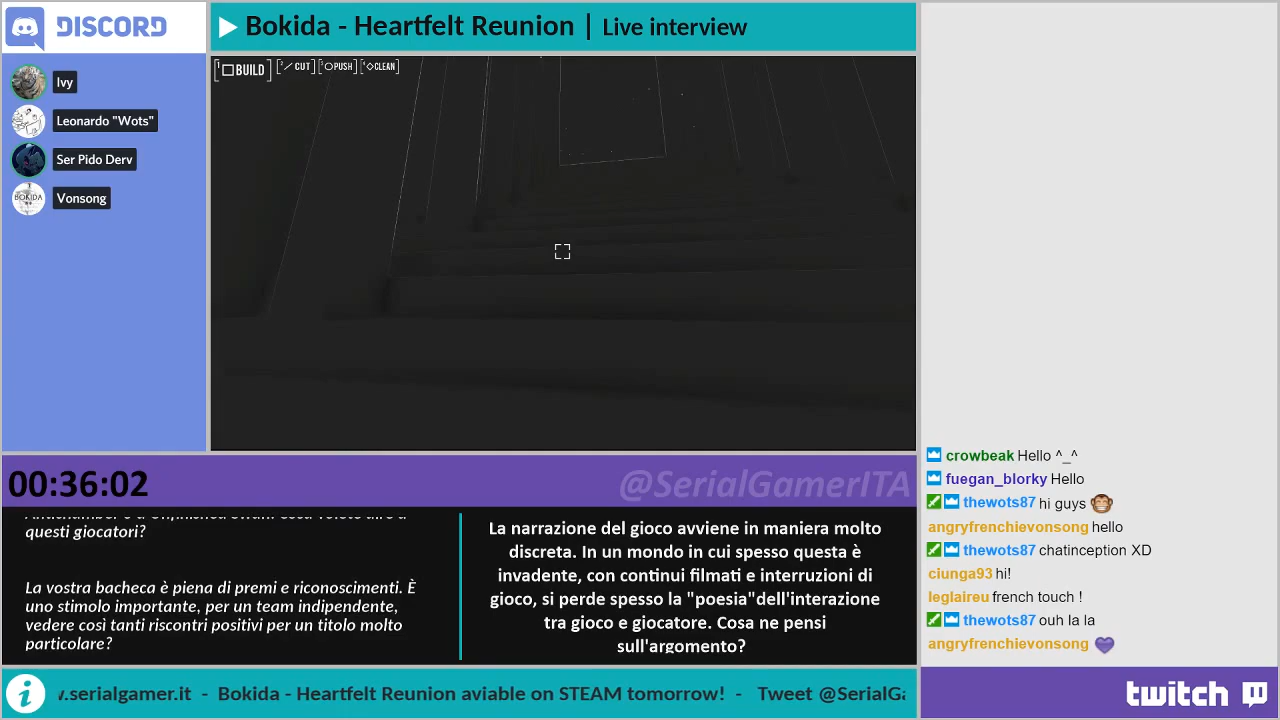 DISCORD
Bokida - Heartfelt Reunion | Live interview
Ivy
Leonardo "Wots"
Ser Pido Derv
Vonsong
BOKIDA
[1 BUILD] [2 CUT] [3 PUSH] [4 CLEAN]
00:36:02
@SerialGamerITA
questi giocatori?
La vostra bacheca è piena di premi e riconoscimenti. È
uno stimolo importante, per un team indipendente,
vedere così tanti riscontri positivi per un titolo molto
particolare?
La narrazione del gioco avviene in maniera molto
discreta. In un mondo in cui spesso questa è
invadente, con continui filmati e interruzioni di
gioco, si perde spesso la "poesia"dell'interazione
tra gioco e giocatore. Cosa ne pensi
sull'argomento?
crowbeak Hello ^_^
fuegan_blorky Hello
thewots87 hi guys
angryfrenchievonsong hello
thewots87 chatinception XD
ciunga93 hi!
leglaireu french touch !
thewots87 ouh la la
angryfrenchievonsong
.serialgamer.it - Bokida - Heartfelt Reunion aviable on STEAM tomorrow! - Tweet @SerialGa
twitch